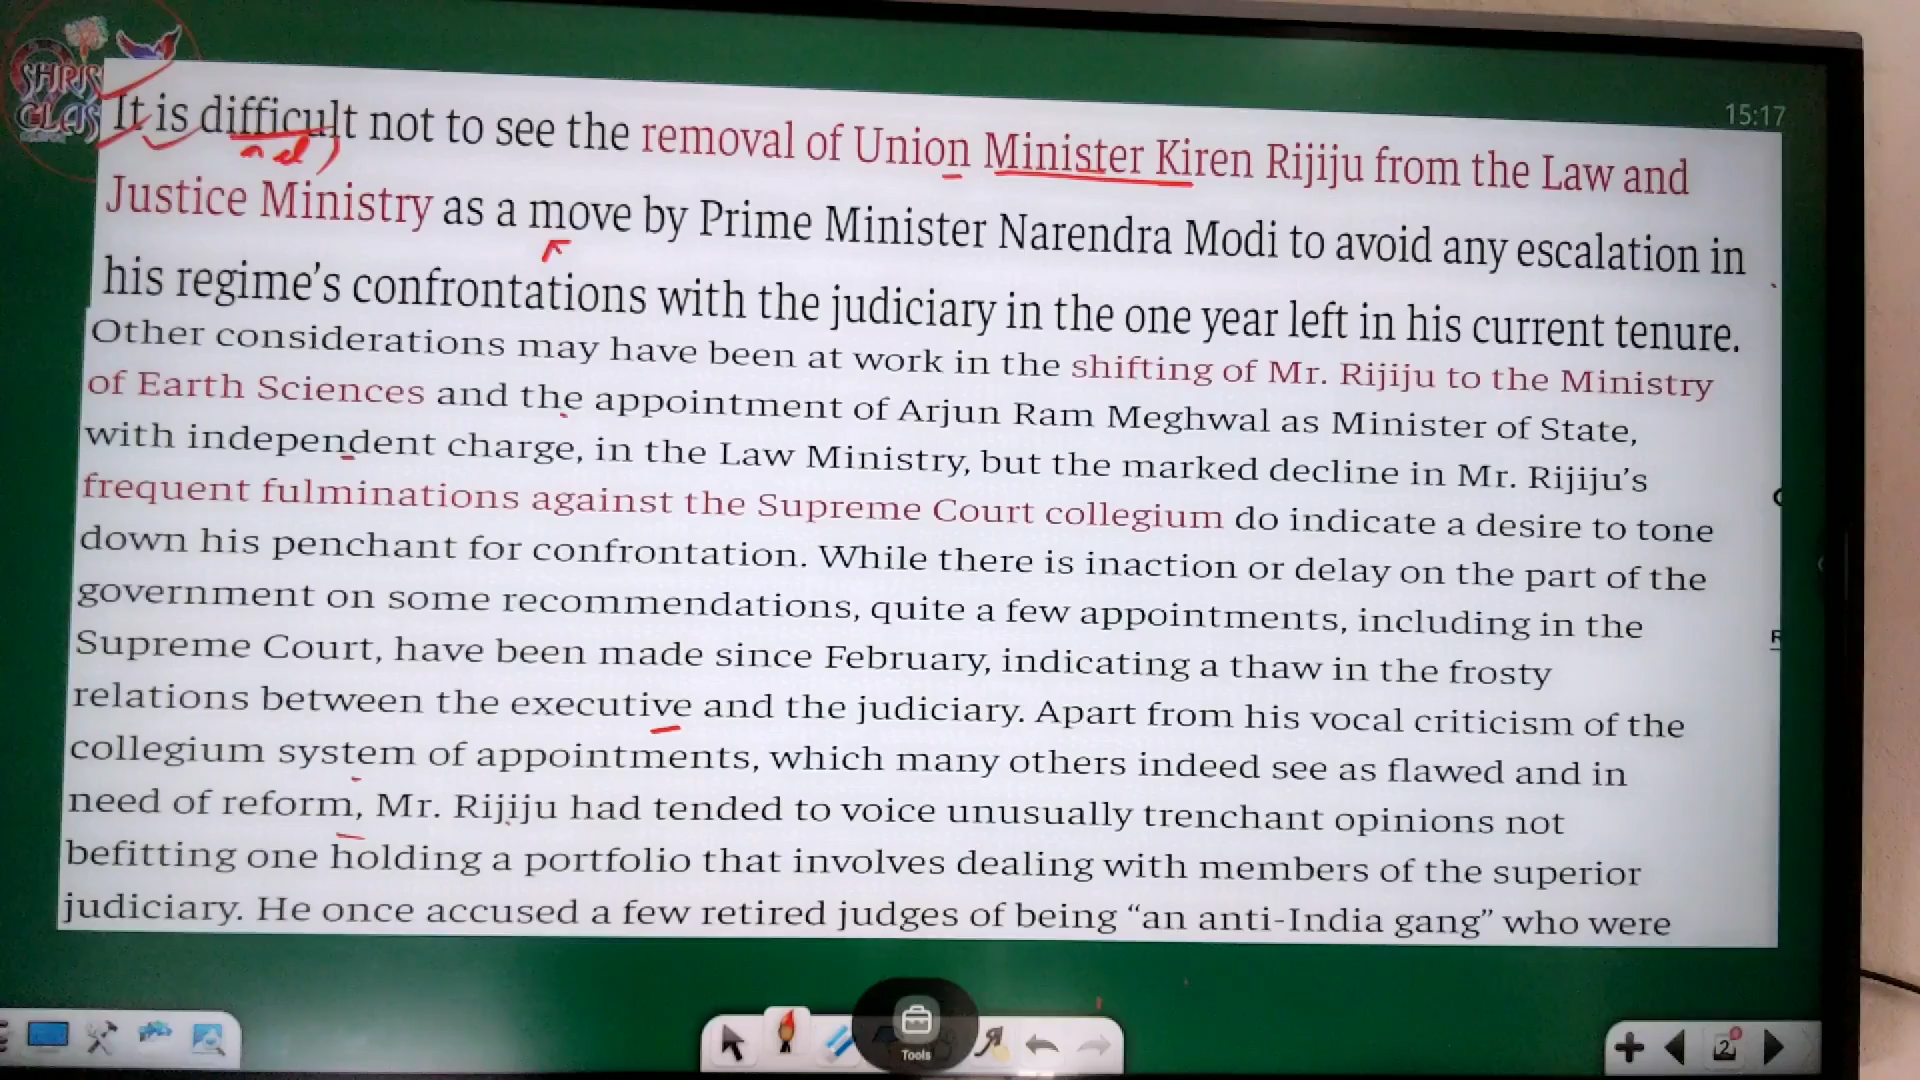 SHRIS
CLAS
15:17
It is difficult not to see the removal of Union Minister Kiren Rijiju from the Law and
Justice Ministry as a move by Prime Minister Narendra Modi to avoid any escalation in
his regime's confrontations with the judiciary in the one year left in his current tenure.
Other considerations may have been at work in the shifting of Mr. Rijiju to the Ministry
of Earth Sciences and the appointment of Arjun Ram Meghwal as Minister of State,
with independent charge, in the Law Ministry, but the marked decline in Mr. Rijiju's
frequent fulminations against the Supreme Court collegium do indicate a desire to tone
down his penchant for confrontation. While there is inaction or delay on the part of the
government on some recommendations, quite a few appointments, including in the
Supreme Court, have been made since February, indicating a thaw in the frosty
relations between the executive and the judiciary. Apart from his vocal criticism of the
collegium system of appointments, which many others indeed see as flawed and in
need of reform, Mr. Rijiju had tended to voice unusually trenchant opinions not
befitting one holding a portfolio that involves dealing with members of the superior
judiciary. He once accused a few retired judges of being “an anti-India gang” who were
Tools
2